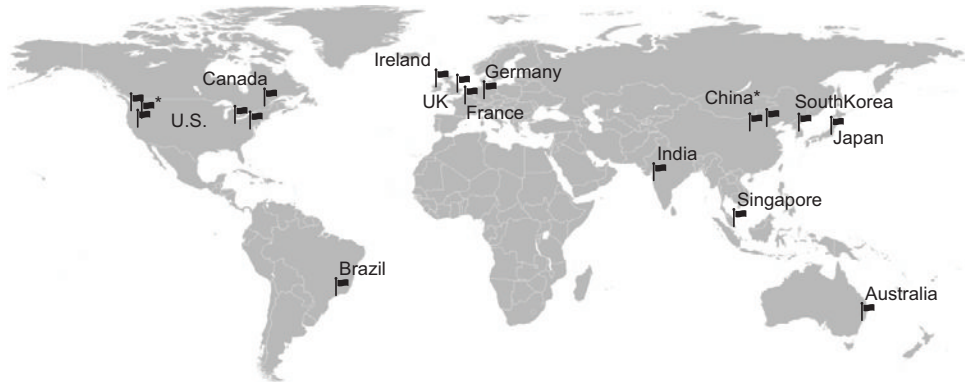 Ireland
Germany
Canada
UK
France
China*
SouthKorea
*
U.S.
Japan
India
Singapore
Brazil
Australia